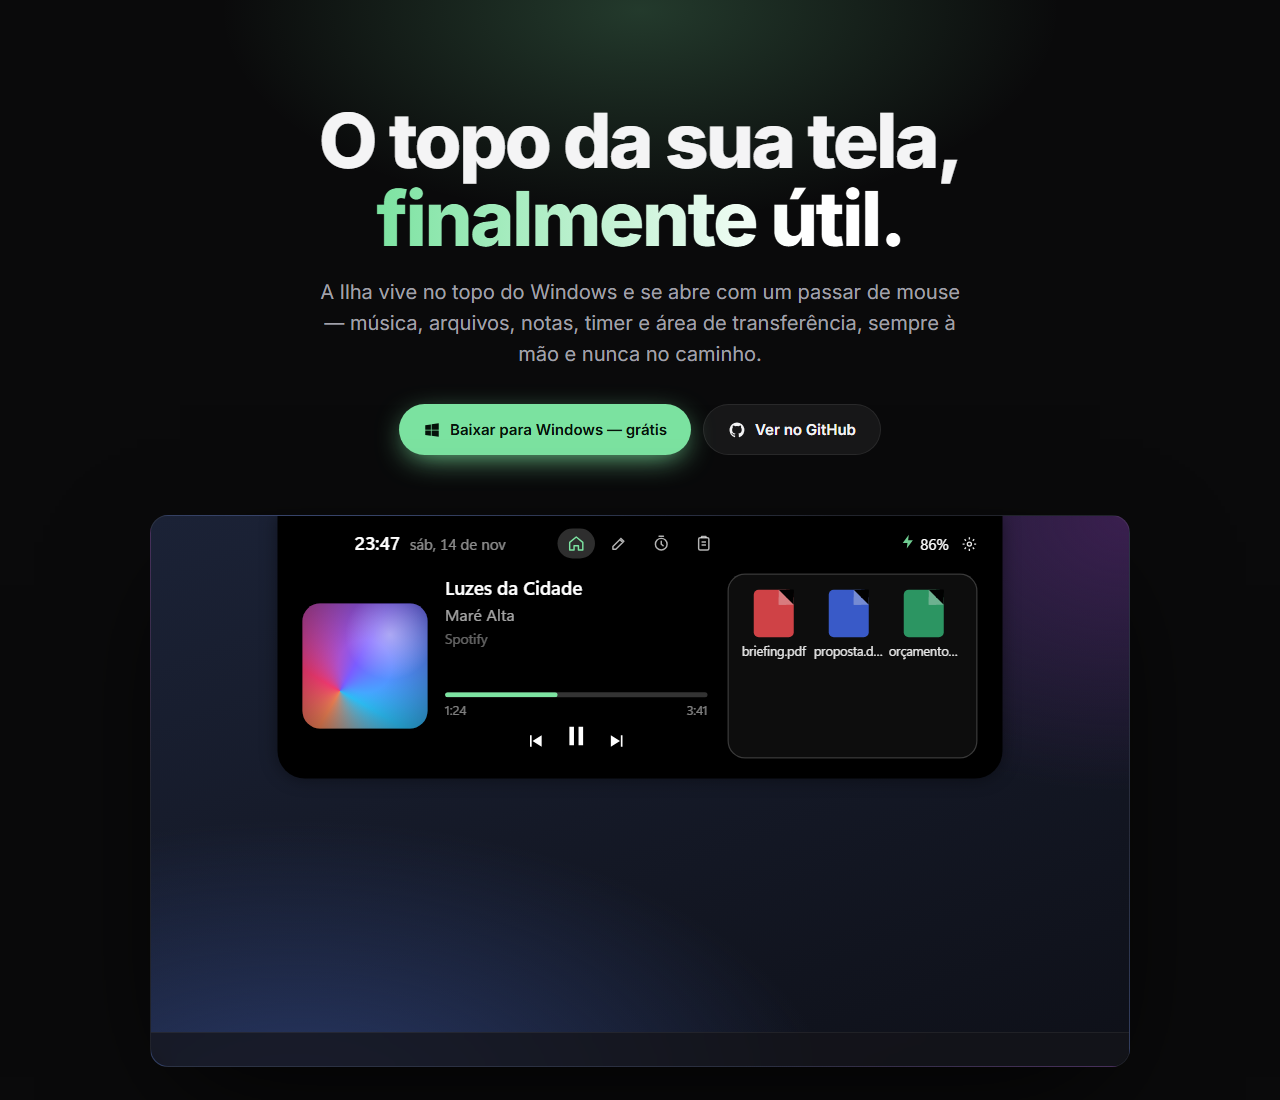 O topo da sua tela,
finalmente útil.
A Ilha vive no topo do Windows e se abre com um passar de mouse
— música, arquivos, notas, timer e área de transferência, sempre à
mão e nunca no caminho.
Baixar para Windows — grátis
Ver no GitHub
23:47 sáb, 14 de nov
86%
Luzes da Cidade
Maré Alta
Spotify
1:24
3:41
briefing.pdf
proposta.d...
orçamento...